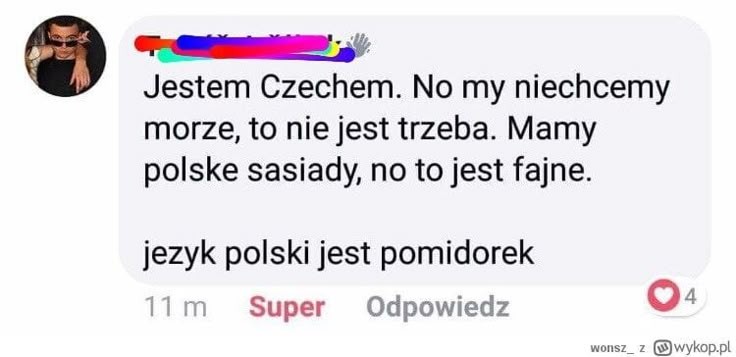 Jestem Czechem. No my niechcemy
morze, to nie jest trzeba. Mamy
polske sasiady, no to jest fajne.
jezyk polski jest pomidorek
11 m Super Odpowiedz 4
wonsz_ z wykop.pl